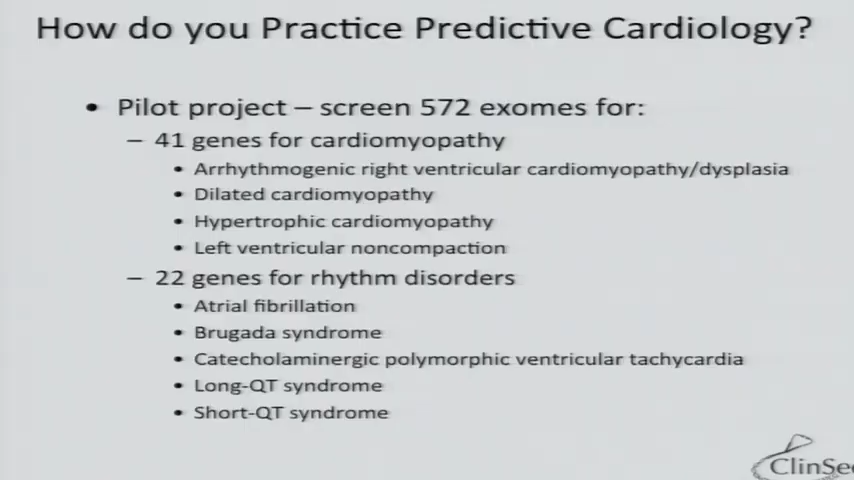 How do you Practice Predictive Cardiology?
• Pilot project – screen 572 exomes for:
– 41 genes for cardiomyopathy
• Arrhythmogenic right ventricular cardiomyopathy/dysplasia
• Dilated cardiomyopathy
• Hypertrophic cardiomyopathy
• Left ventricular noncompaction
– 22 genes for rhythm disorders
• Atrial fibrillation
• Brugada syndrome
• Catecholaminergic polymorphic ventricular tachycardia
• Long-QT syndrome
• Short-QT syndrome